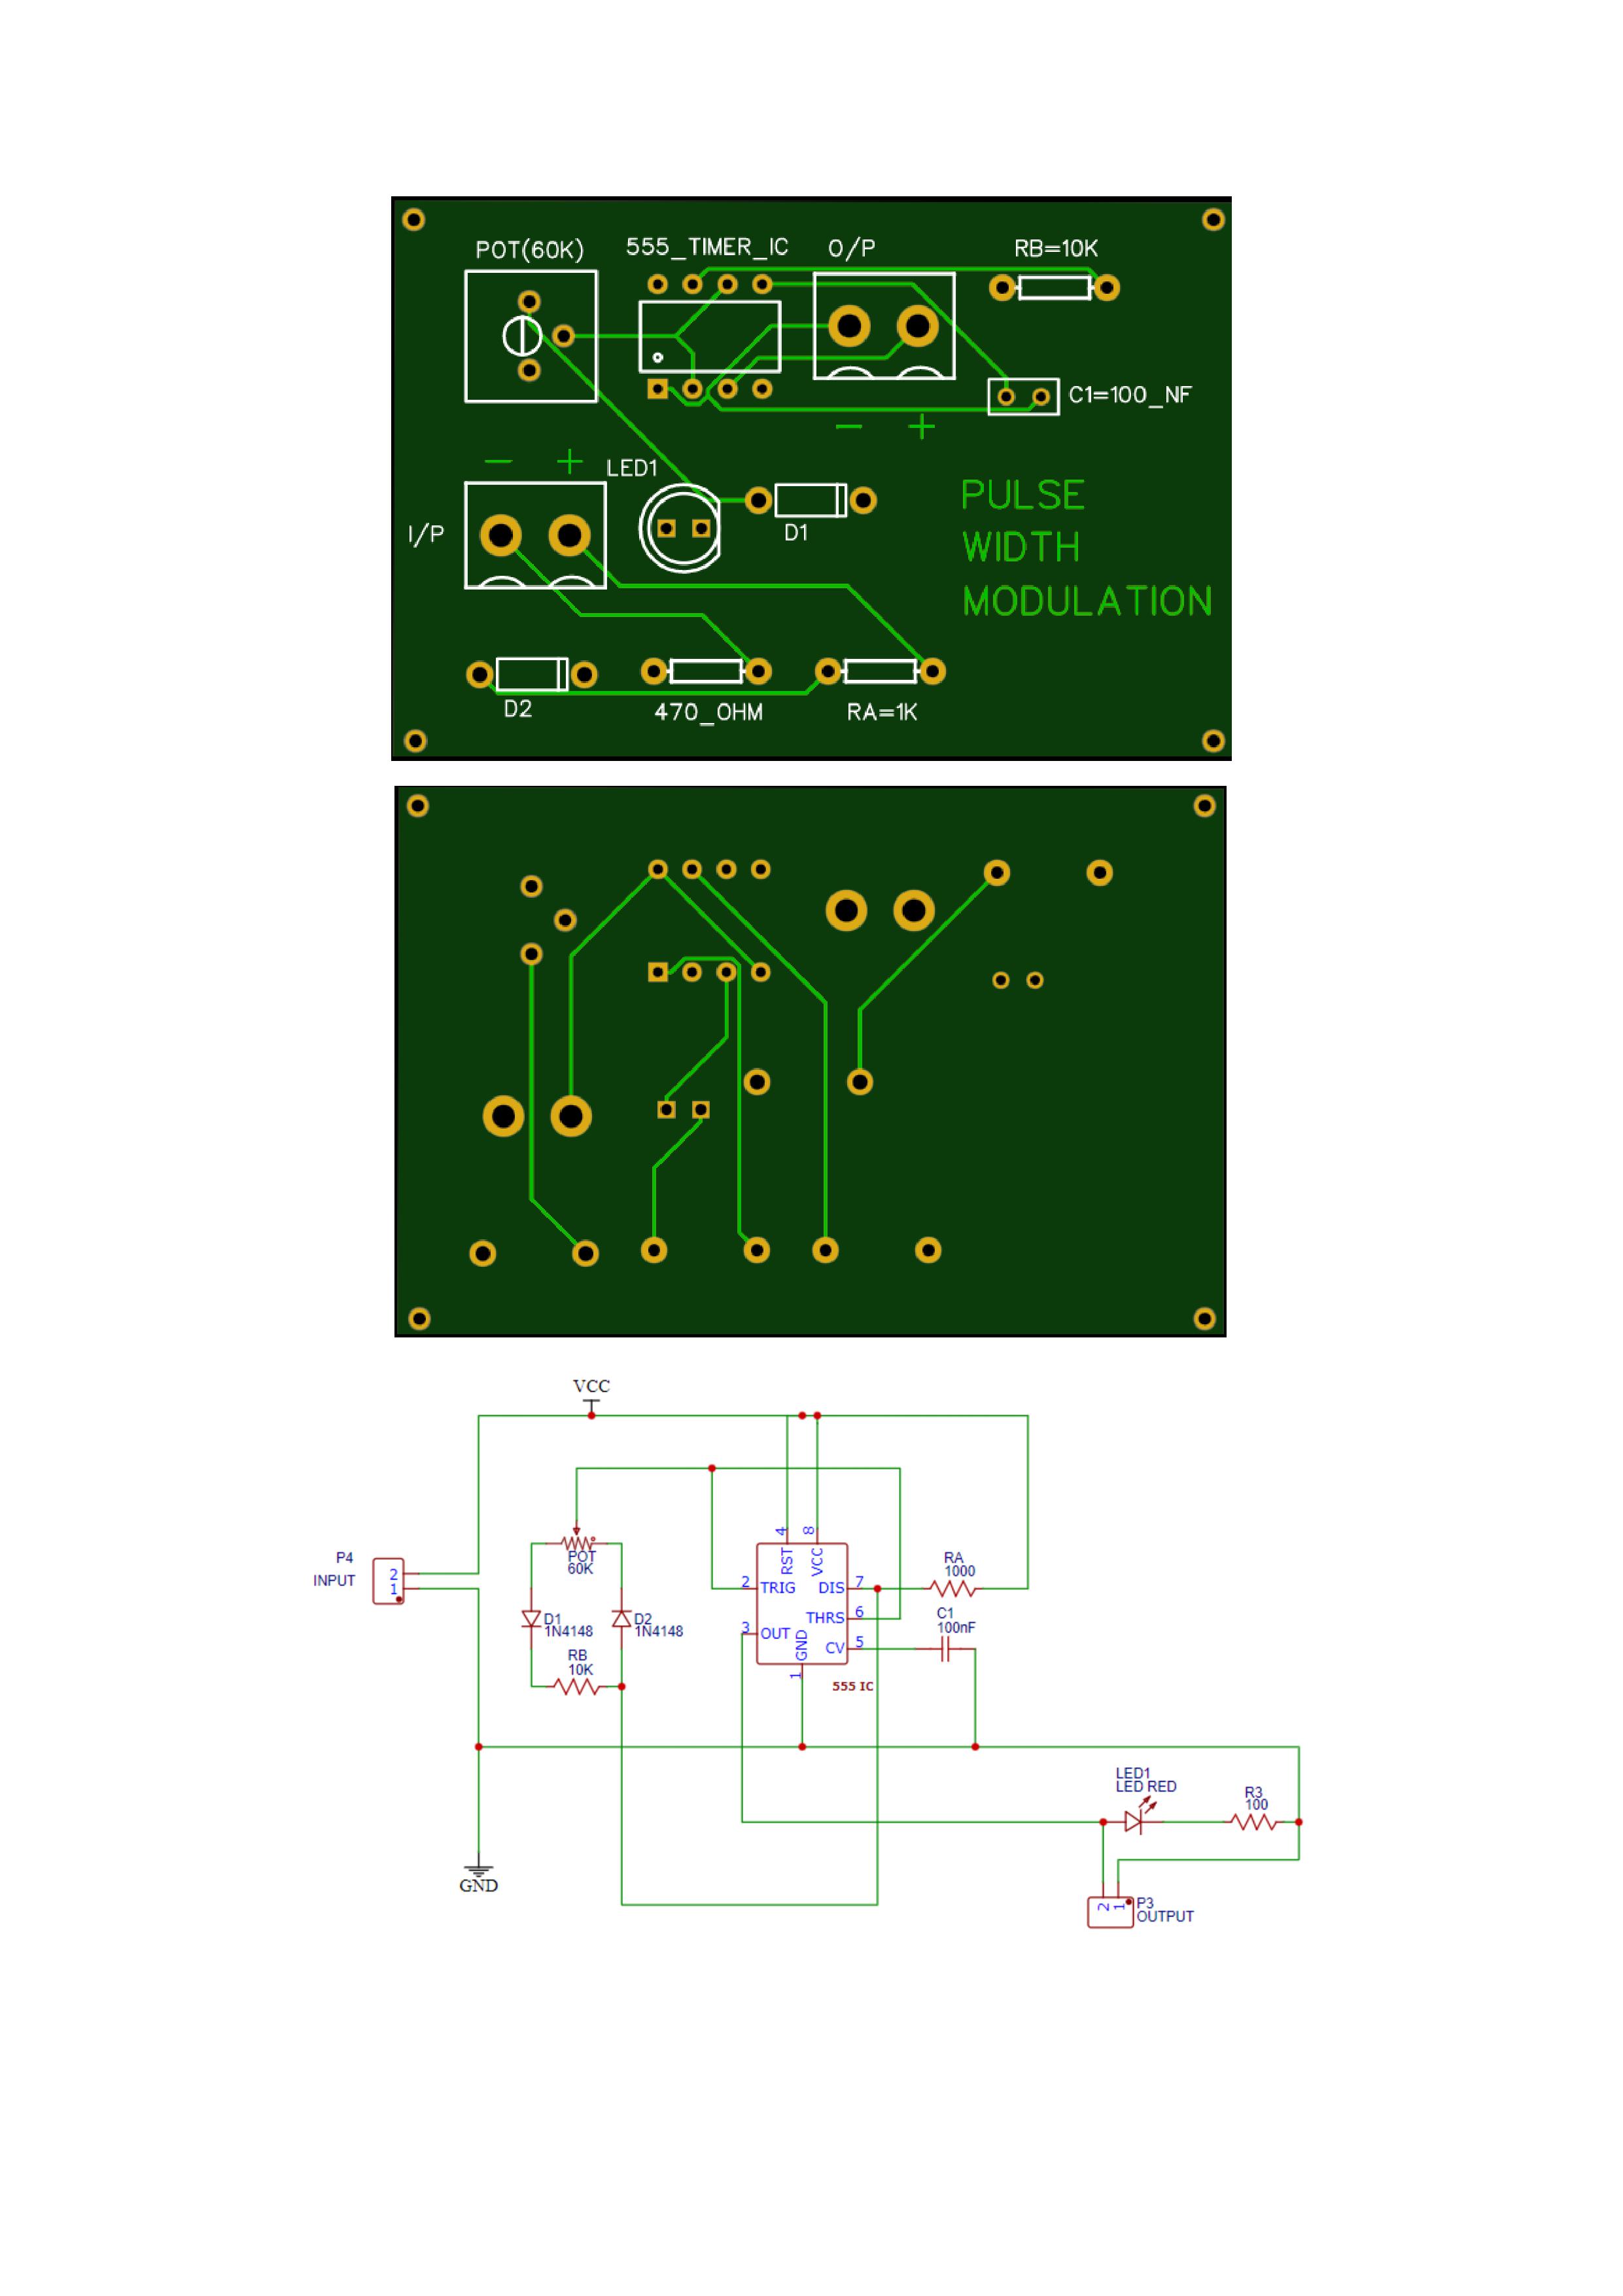 POT(60K)
555_TIMER_IC
O/P
RB=10K
C1=100_NF
− +
− +
LED1
I/P
D1
PULSE
WIDTH
MODULATION
D2
470_OHM
RA=1K
VCC
P4
INPUT
2
1
POT
60K
D1
1N4148
D2
1N4148
RB
10K
4
8
RST
VCC
2
TRIG
DIS
7
THRS
6
3
OUT
GND
CV
5
1
555 IC
RA
1000
C1
100nF
GND
LED1
LED RED
R3
100
2
1
P3
OUTPUT